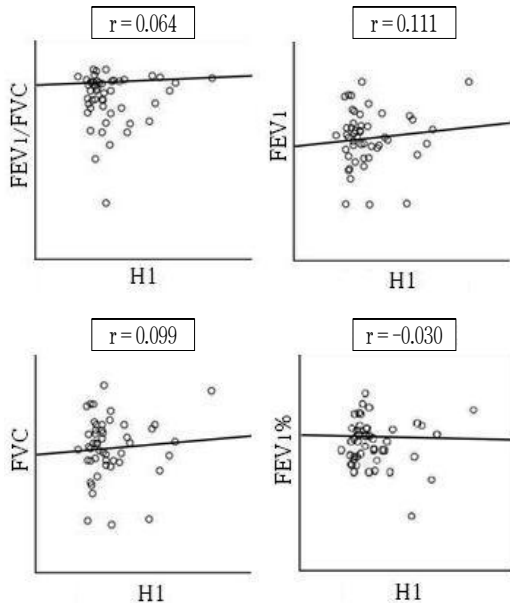 r = 0.064
FEV1/FVC
H1
r = 0.111
FEV1
H1
r = 0.099
FVC
H1
r = -0.030
FEV1%
H1